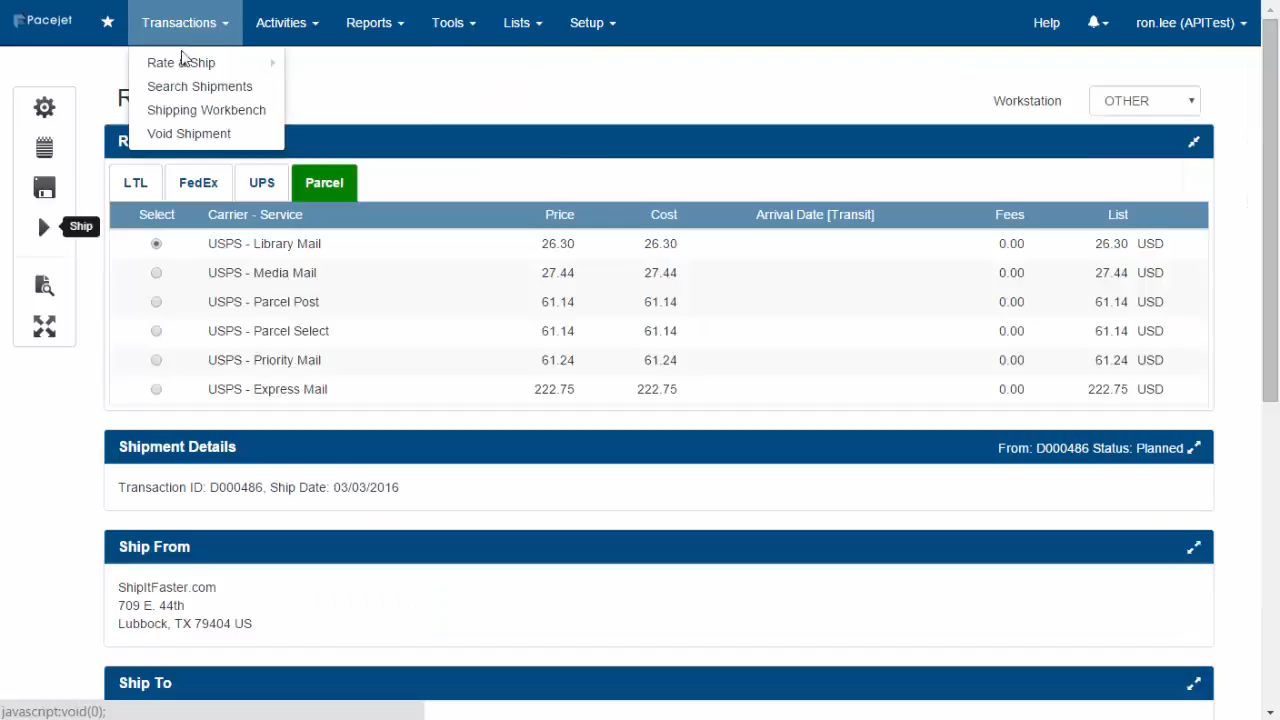 Pacejet ★ Transactions Activities Reports Tools Lists Setup Help ron.lee (APITest)
Rate & Ship
Search Shipments
Shipping Workbench
Void Shipment
Workstation OTHER
LTL FedEx UPS Parcel
Select Carrier - Service Price Cost Arrival Date [Transit] Fees List
Ship
USPS - Library Mail 26.30 26.30 0.00 26.30 USD
USPS - Media Mail 27.44 27.44 0.00 27.44 USD
USPS - Parcel Post 61.14 61.14 0.00 61.14 USD
USPS - Parcel Select 61.14 61.14 0.00 61.14 USD
USPS - Priority Mail 61.24 61.24 0.00 61.24 USD
USPS - Express Mail 222.75 222.75 0.00 222.75 USD
Shipment Details From: D000486 Status: Planned
Transaction ID: D000486, Ship Date: 03/03/2016
Ship From
ShipItFaster.com
709 E. 44th
Lubbock, TX 79404 US
Ship To
javascript:void(0);